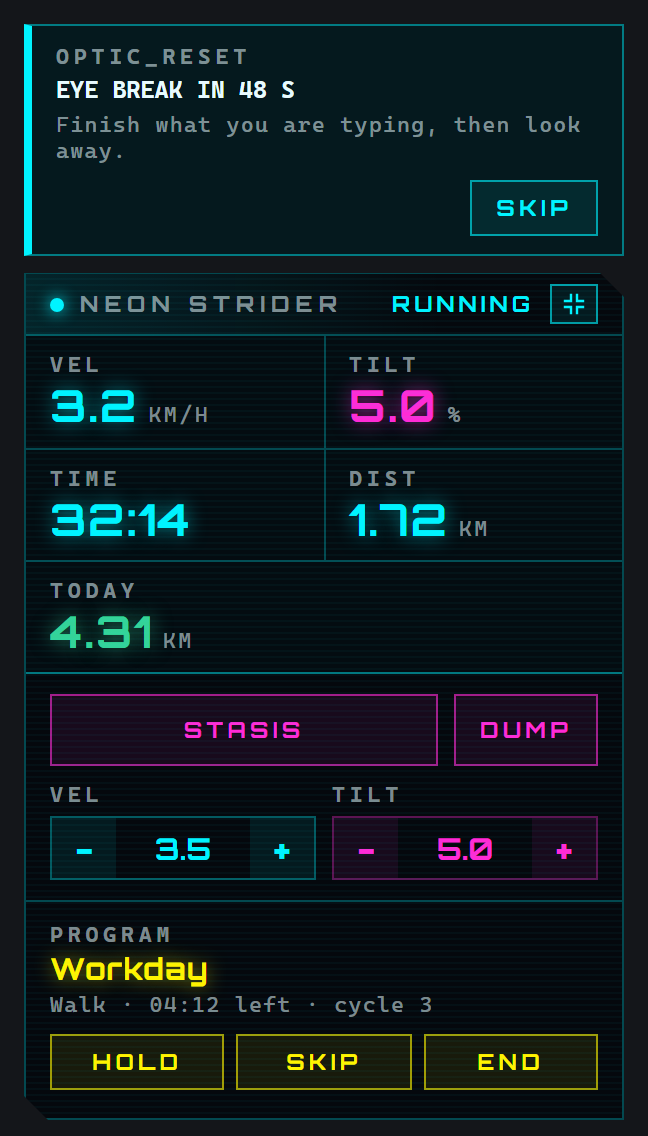 OPTIC_RESET
EYE BREAK IN 48 S
Finish what you are typing, then look
away.
SKIP
NEON STRIDER RUNNING
VEL TILT
3.2 KM/H 5.0 %
TIME DIST
32:14 1.72 KM
TODAY
4.31 KM
STASIS DUMP
VEL TILT
- 3.5 + - 5.0 +
PROGRAM
Workday
Walk · 04:12 left · cycle 3
HOLD SKIP END